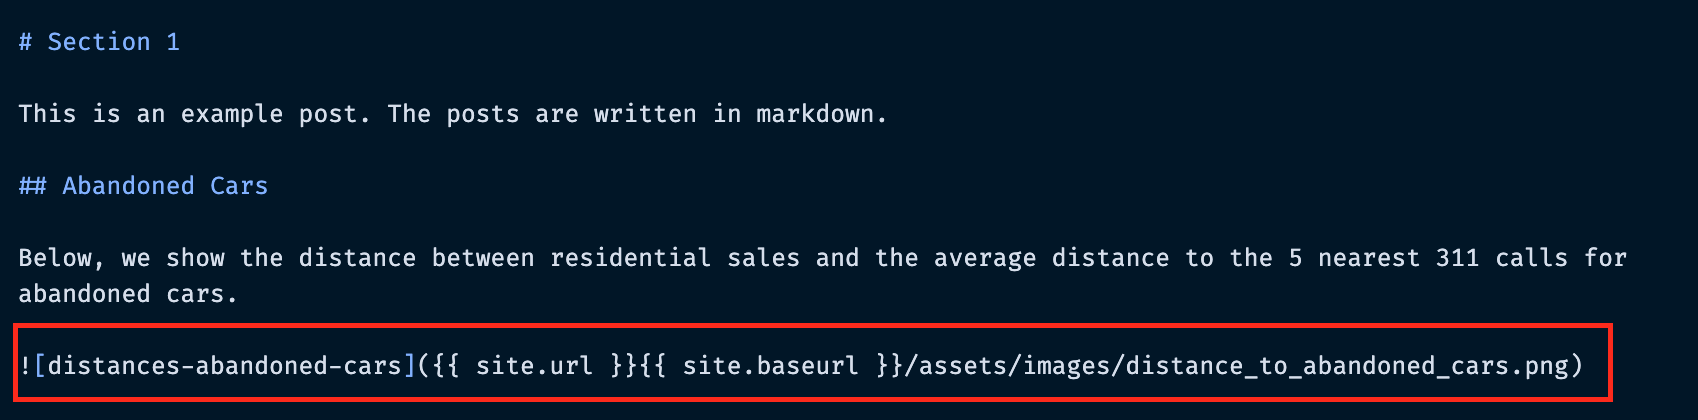 # Section 1
This is an example post. The posts are written in markdown.
## Abandoned Cars
Below, we show the distance between residential sales and the average distance to the 5 nearest 311 calls for
abandoned cars.
![distances-abandoned-cars]({{ site.url }}{{ site.baseurl }}/assets/images/distance_to_abandoned_cars.png)